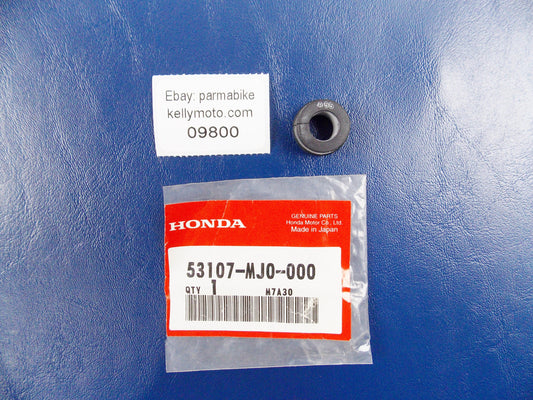 Ebay: parmabike
kellymoto.com
09800
HONDA
GENUINE PARTS
Honda Motor Co., Ltd.
Made in Japan
53107-MJ0-000
QTY 1 M7A30